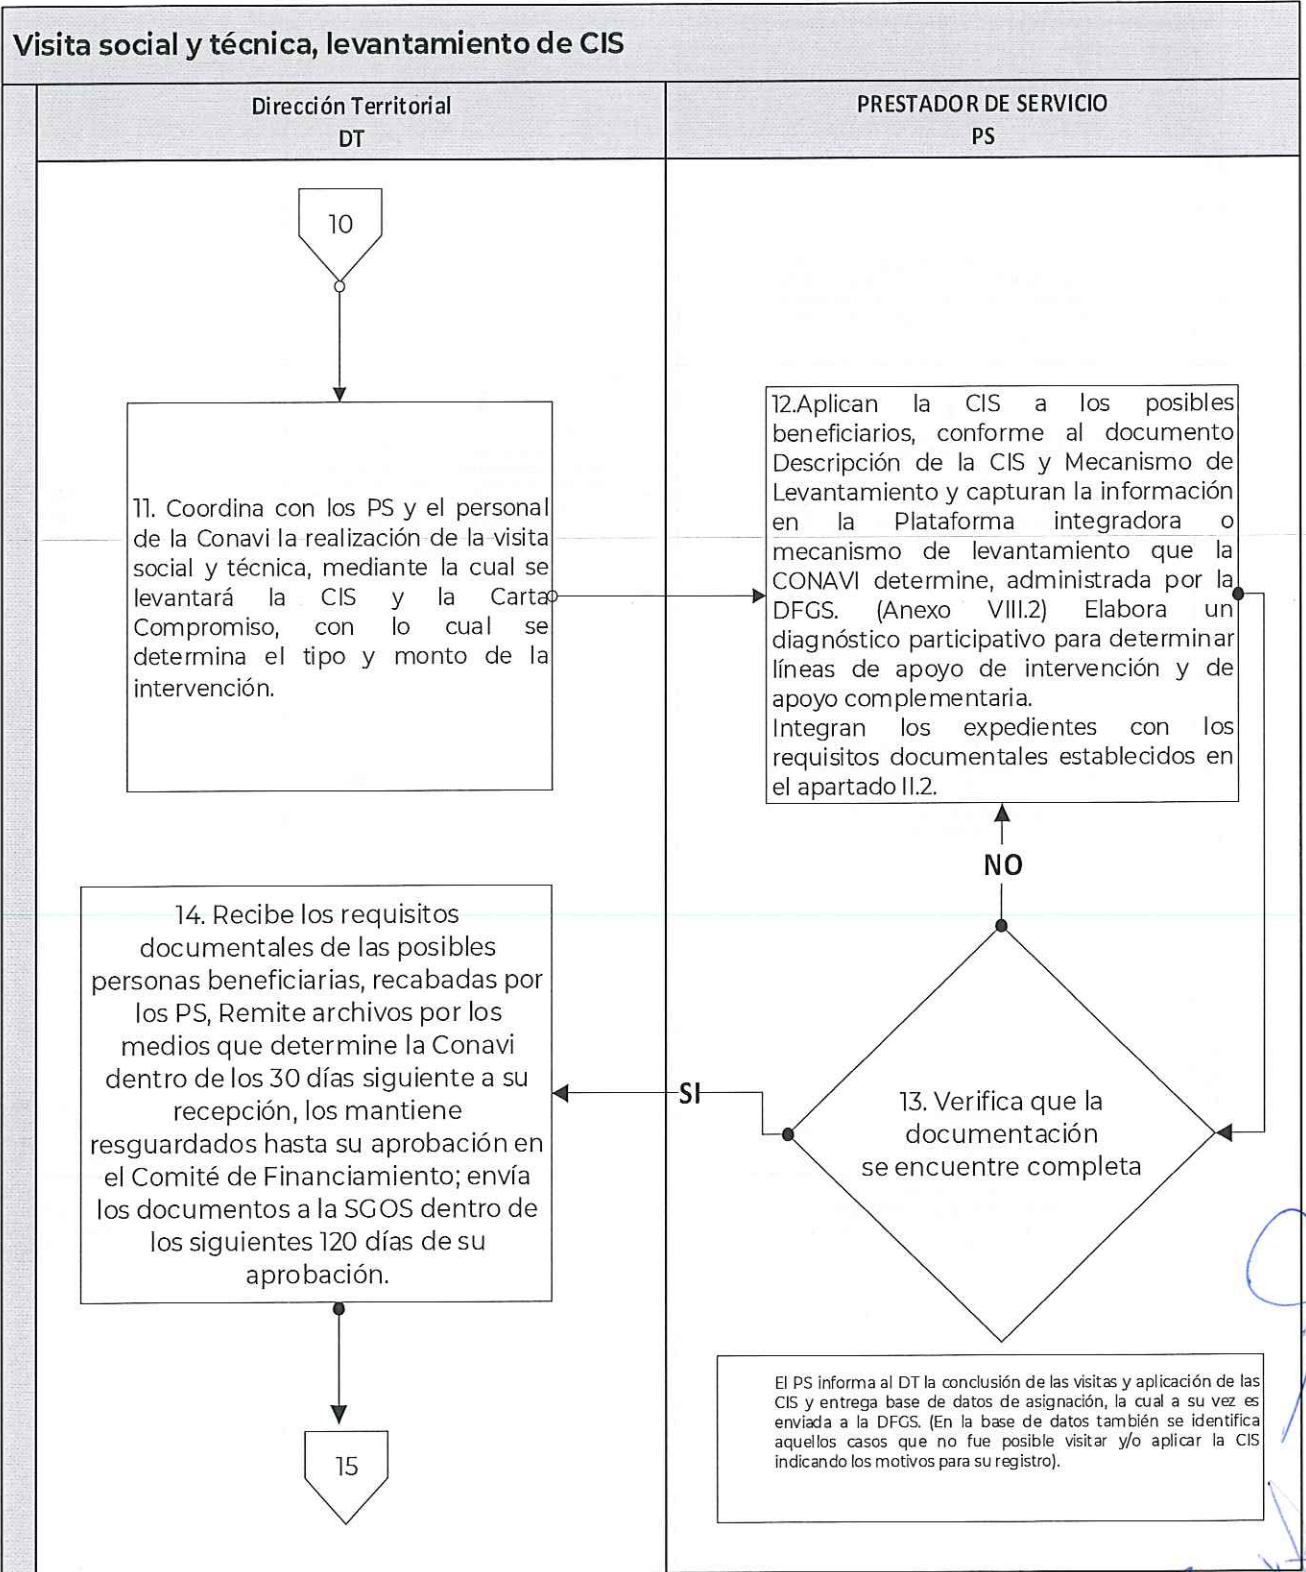 Visita social y técnica, levantamiento de CIS
Dirección Territorial
DT
PRESTADOR DE SERVICIO
PS
10
11. Coordina con los PS y el personal
de la Conavi la realización de la visita
social y técnica, mediante la cual se
levantará la CIS y la Carta
Compromiso, con lo cual se
determina el tipo y monto de la
intervención.
12.Aplican la CIS a los posibles
beneficiarios, conforme al documento
Descripción de la CIS y Mecanismo de
Levantamiento y capturan la información
en la Plataforma integradora o
mecanismo de levantamiento que la
CONAVI determine, administrada por la
DFGS. (Anexo VIII.2) Elabora un
diagnóstico participativo para determinar
líneas de apoyo de intervención y de
apoyo complementaria.
Integran los expedientes con los
requisitos documentales establecidos en
el apartado II.2.
NO
13. Verifica que la
documentación
se encuentre completa
SI
14. Recibe los requisitos
documentales de las posibles
personas beneficiarias, recabadas por
los PS, Remite archivos por los
medios que determine la Conavi
dentro de los 30 días siguiente a su
recepción, los mantiene
resguardados hasta su aprobación en
el Comité de Financiamiento; envía
los documentos a la SGOS dentro de
los siguientes 120 días de su
aprobación.
15
El PS informa al DT la conclusión de las visitas y aplicación de las
CIS y entrega base de datos de asignación, la cual a su vez es
enviada a la DFGS. (En la base de datos también se identifica
aquellos casos que no fue posible visitar y/o aplicar la CIS
indicando los motivos para su registro).